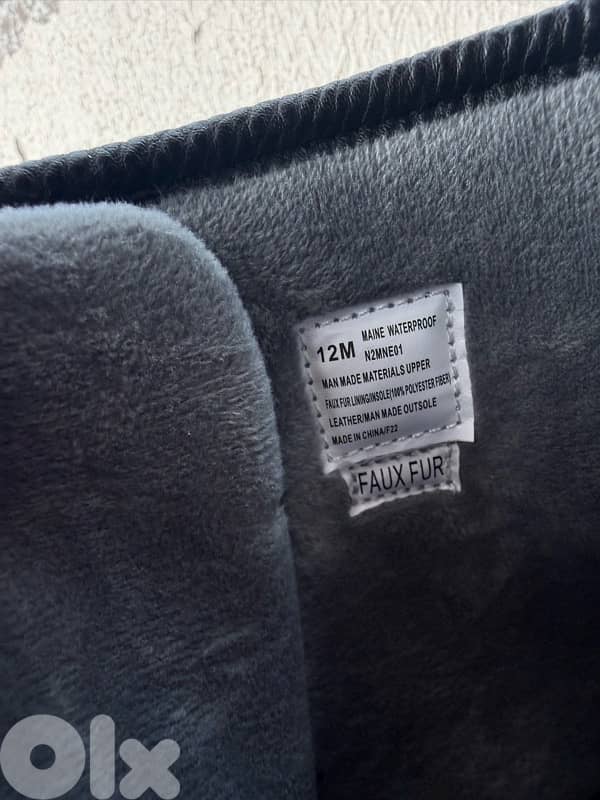 12M MAINE WATERPROOF
N2MNE01
MAN MADE MATERIALS UPPER
FAUX FUR LINING/INSOLE(100% POLYESTER FIBER)
LEATHER/MAN MADE OUTSOLE
MADE IN CHINA/F22
FAUX FUR
Olx